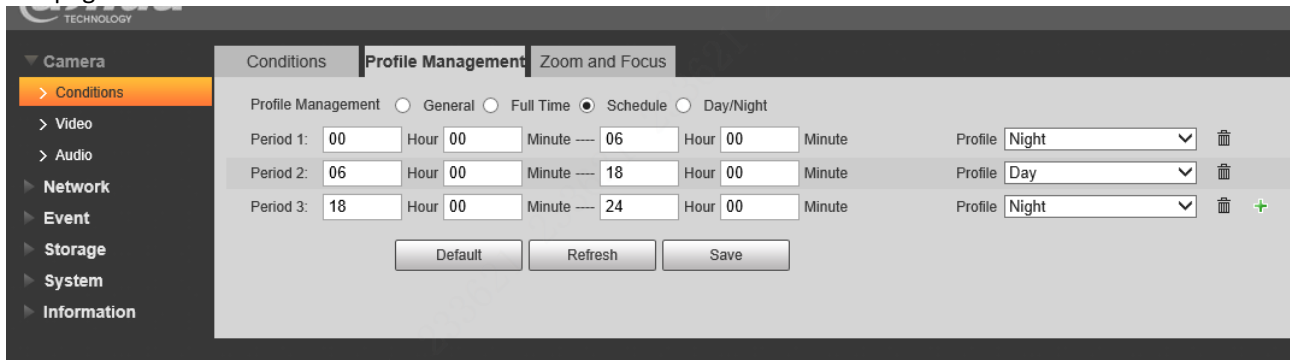 TECHNOLOGY
Camera
Conditions
Video
Audio
Network
Event
Storage
System
Information
Conditions Profile Management Zoom and Focus
Profile Management General Full Time Schedule Day/Night
Period 1: 00 Hour 00 Minute ---- 06 Hour 00 Minute Profile Night
Period 2: 06 Hour 00 Minute ---- 18 Hour 00 Minute Profile Day
Period 3: 18 Hour 00 Minute ---- 24 Hour 00 Minute Profile Night
Default Refresh Save